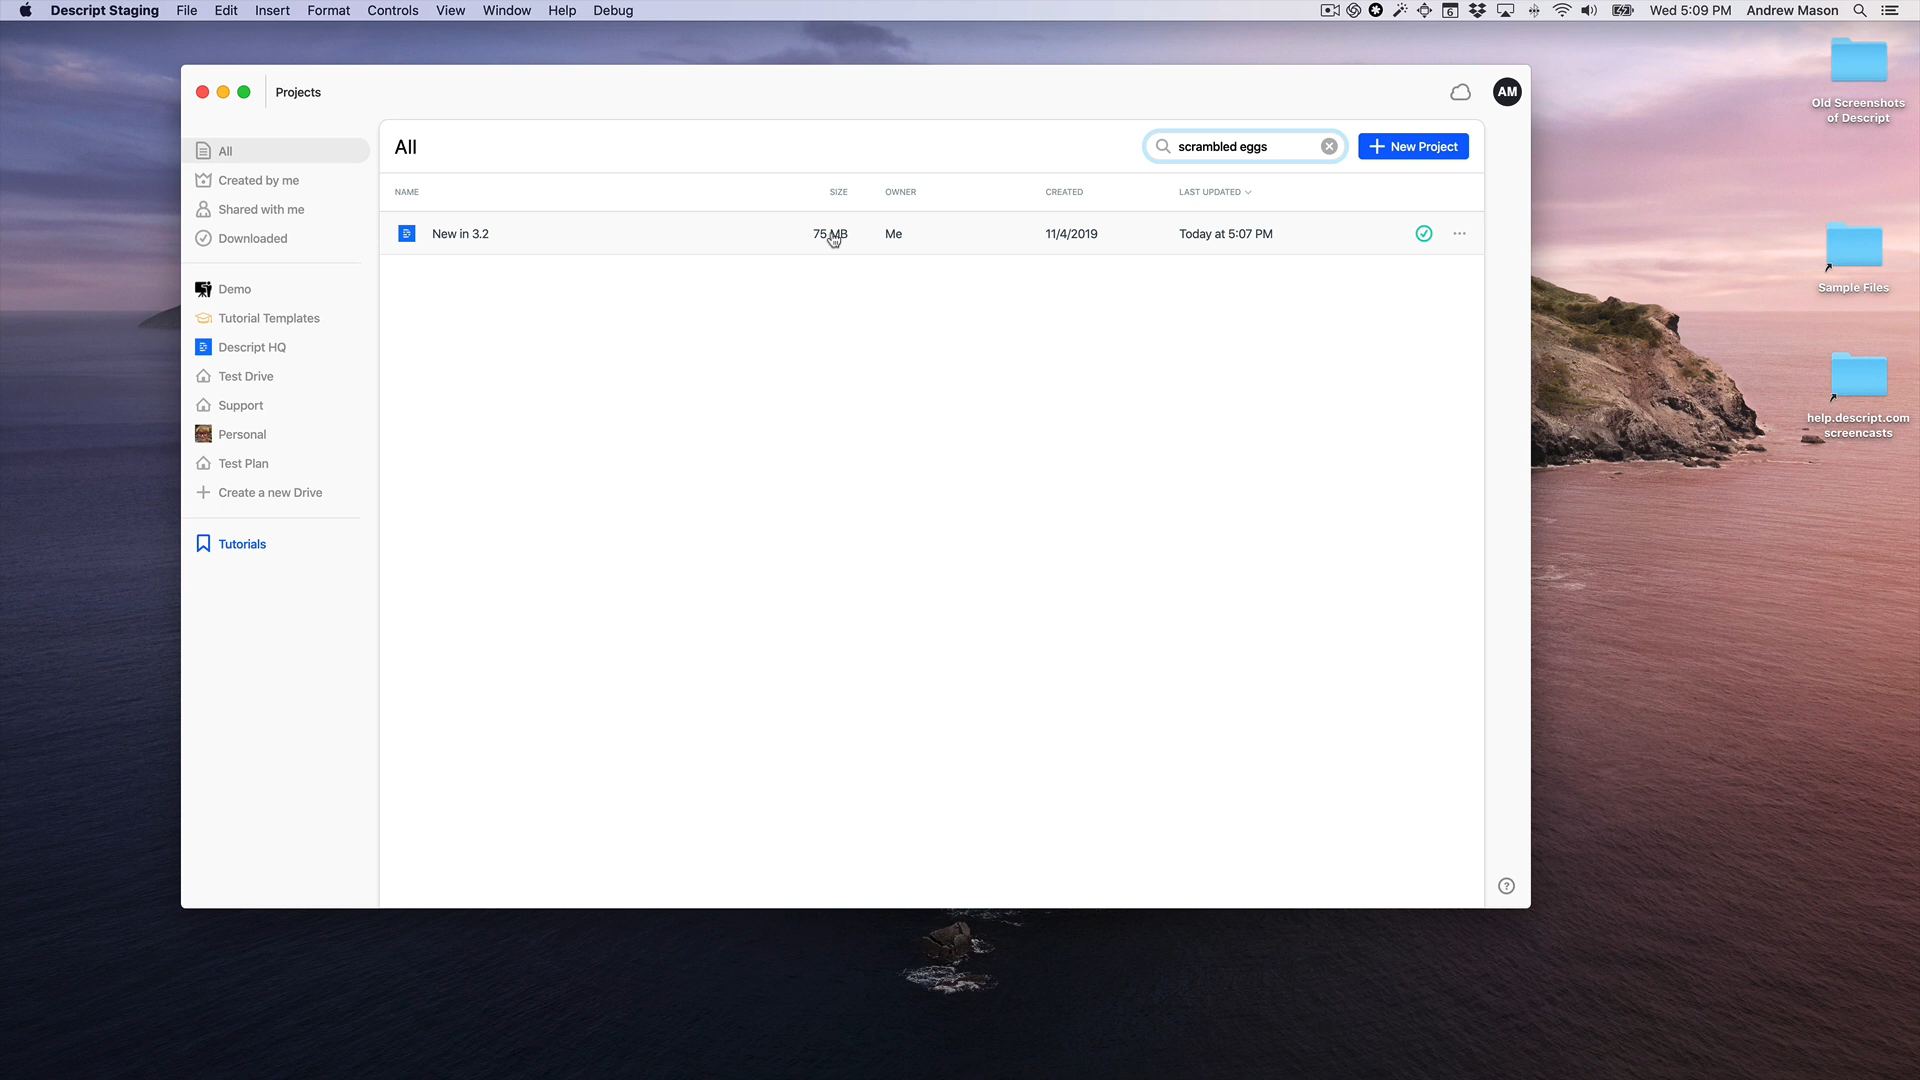 Descript Staging File Edit Insert Format Controls View Window Help Debug
6
Wed 5:09 PM Andrew Mason
Projects
AM
All
Created by me
Shared with me
Downloaded
Demo
Tutorial Templates
Descript HQ
Test Drive
Support
Personal
Test Plan
Create a new Drive
Tutorials
All
scrambled eggs
New Project
NAME SIZE OWNER CREATED LAST UPDATED
New in 3.2 75 MB Me 11/4/2019 Today at 5:07 PM
?
Old Screenshots
of Descript
Sample Files
help.descript.com
screencasts